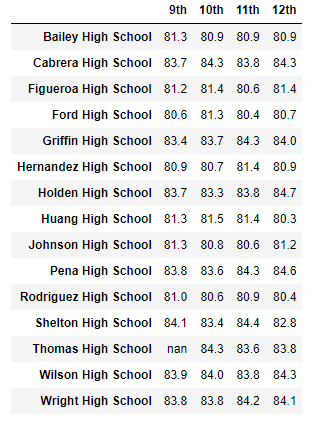 9th 10th 11th 12th
Bailey High School 81.3 80.9 80.9 80.9
Cabrera High School 83.7 84.3 83.8 84.3
Figueroa High School 81.2 81.4 80.6 81.4
Ford High School 80.6 81.3 80.4 80.7
Griffin High School 83.4 83.7 84.3 84.0
Hernandez High School 80.9 80.7 81.4 80.9
Holden High School 83.7 83.3 83.8 84.7
Huang High School 81.3 81.5 81.4 80.3
Johnson High School 81.3 80.8 80.6 81.2
Pena High School 83.8 83.6 84.3 84.6
Rodriguez High School 81.0 80.6 80.9 80.4
Shelton High School 84.1 83.4 84.4 82.8
Thomas High School nan 84.3 83.6 83.8
Wilson High School 83.9 84.0 83.8 84.3
Wright High School 83.8 83.8 84.2 84.1